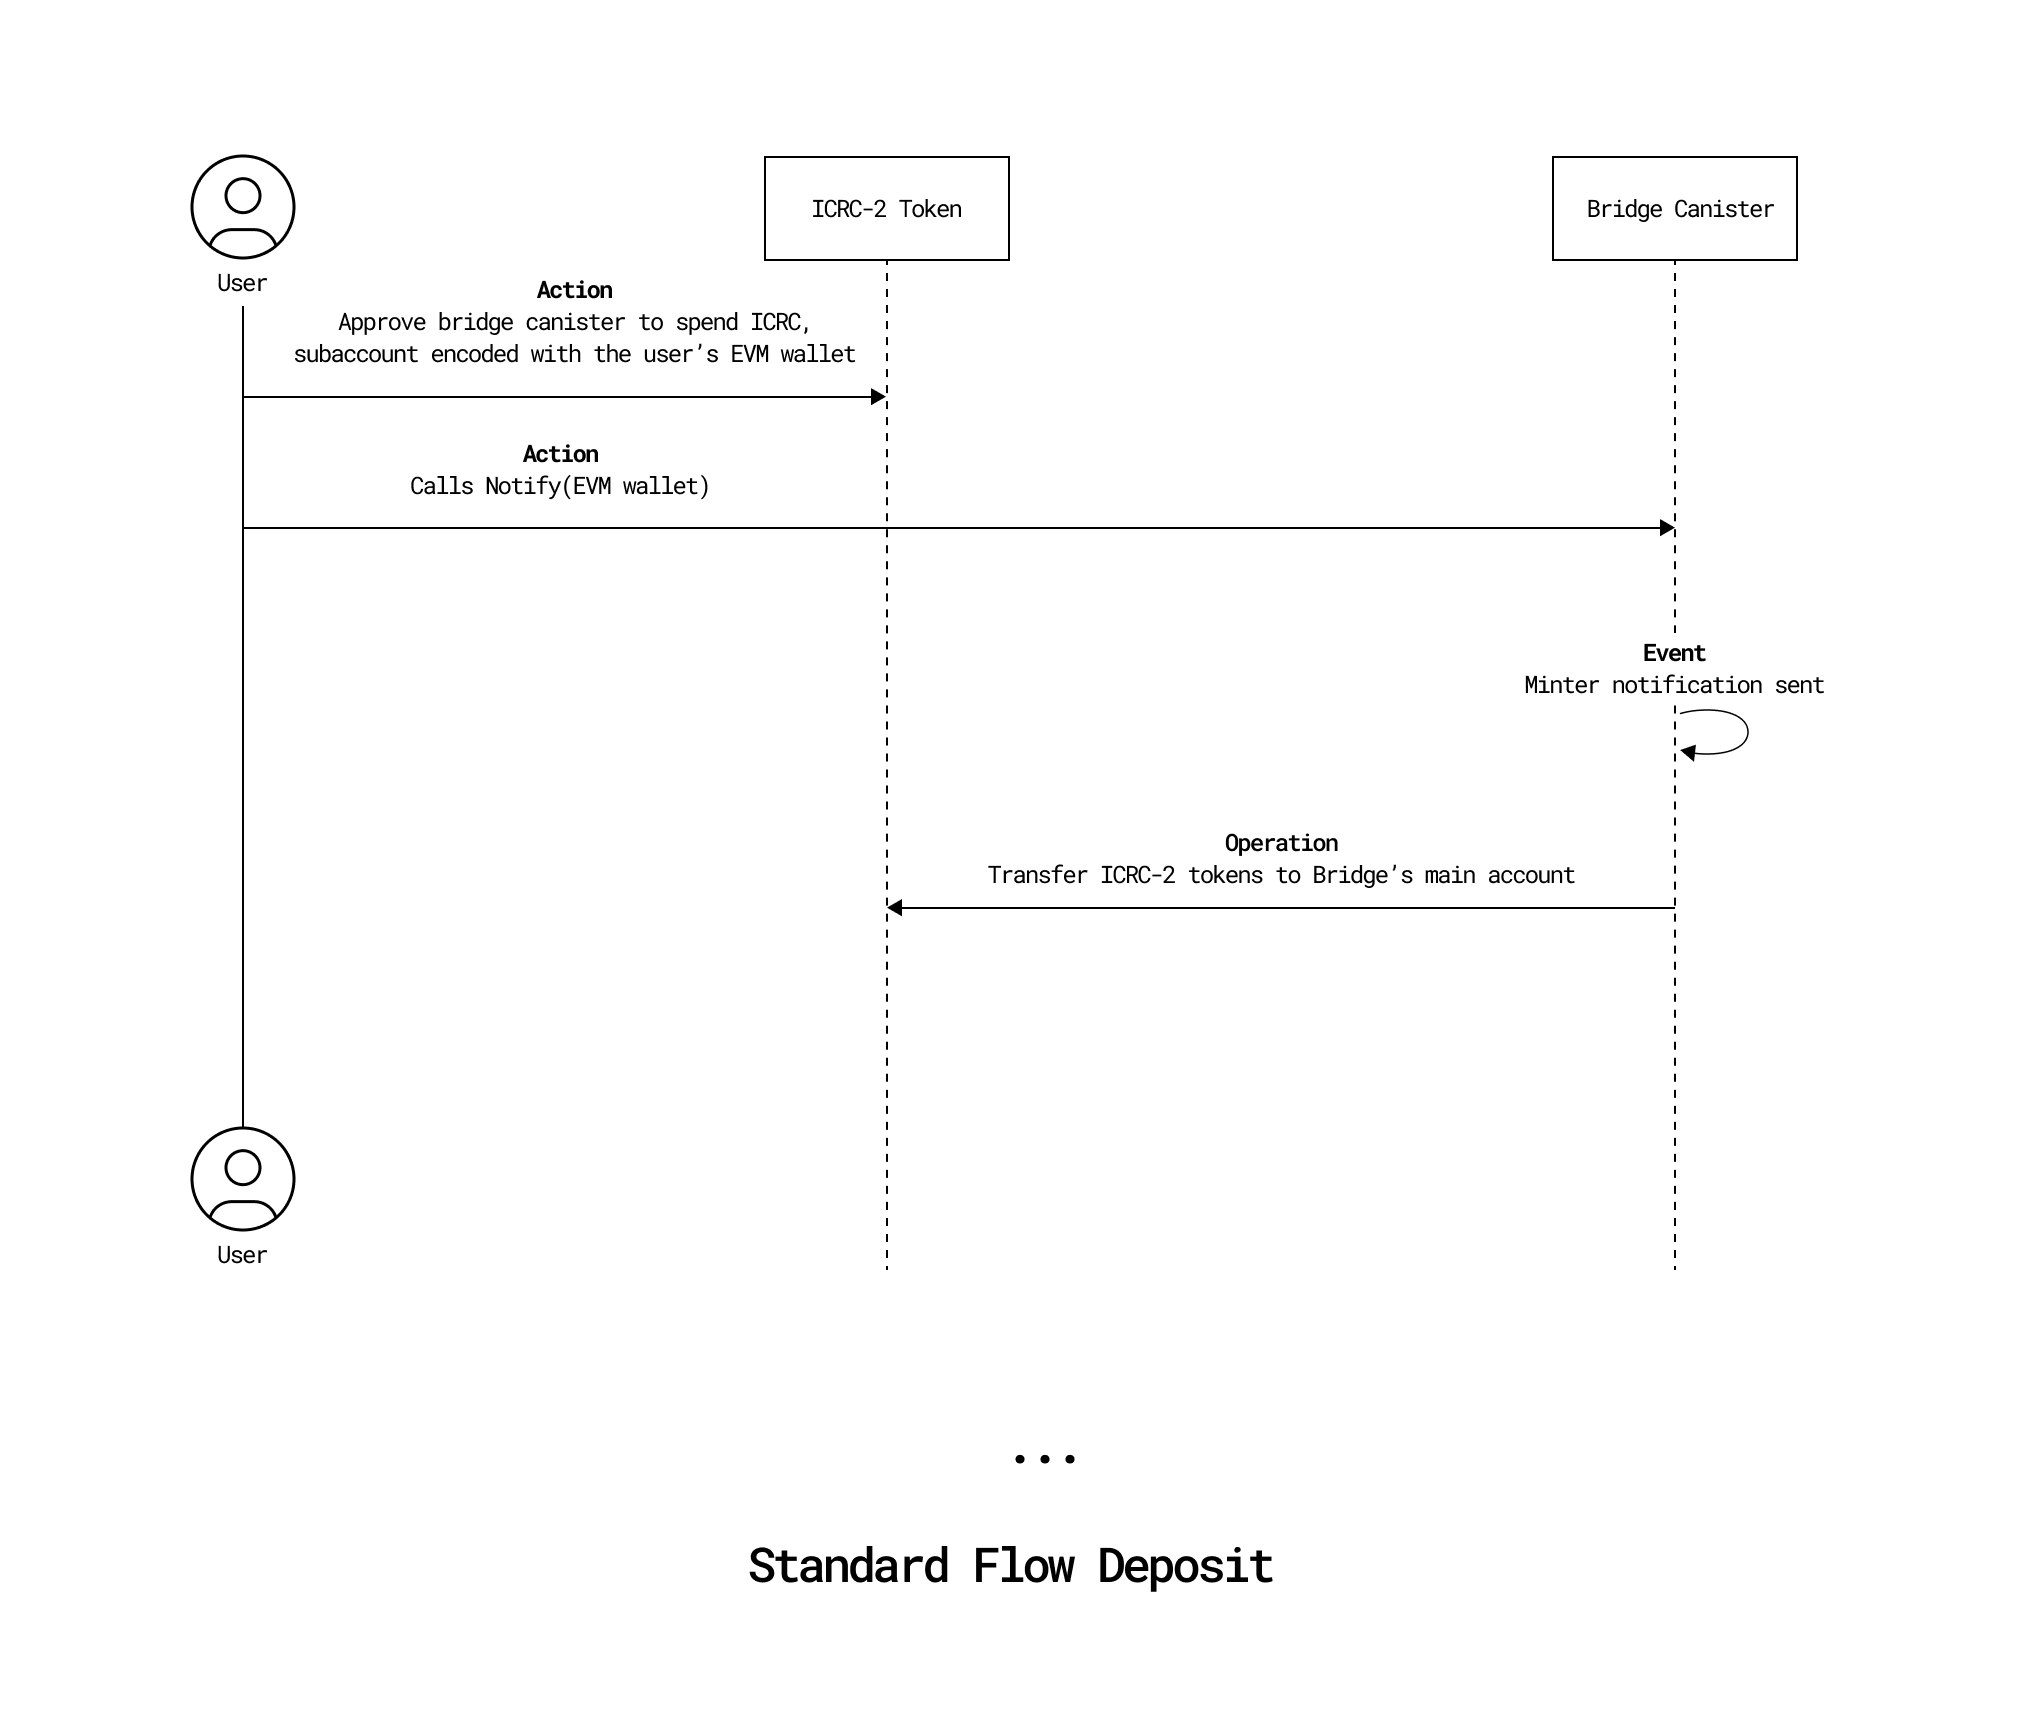 ICRC-2 Token
Bridge Canister
User
Action
Approve bridge canister to spend ICRC,
subaccount encoded with the user’s EVM wallet
Action
Calls Notify(EVM wallet)
Event
Minter notification sent
Operation
Transfer ICRC-2 tokens to Bridge’s main account
User
...
Standard Flow Deposit